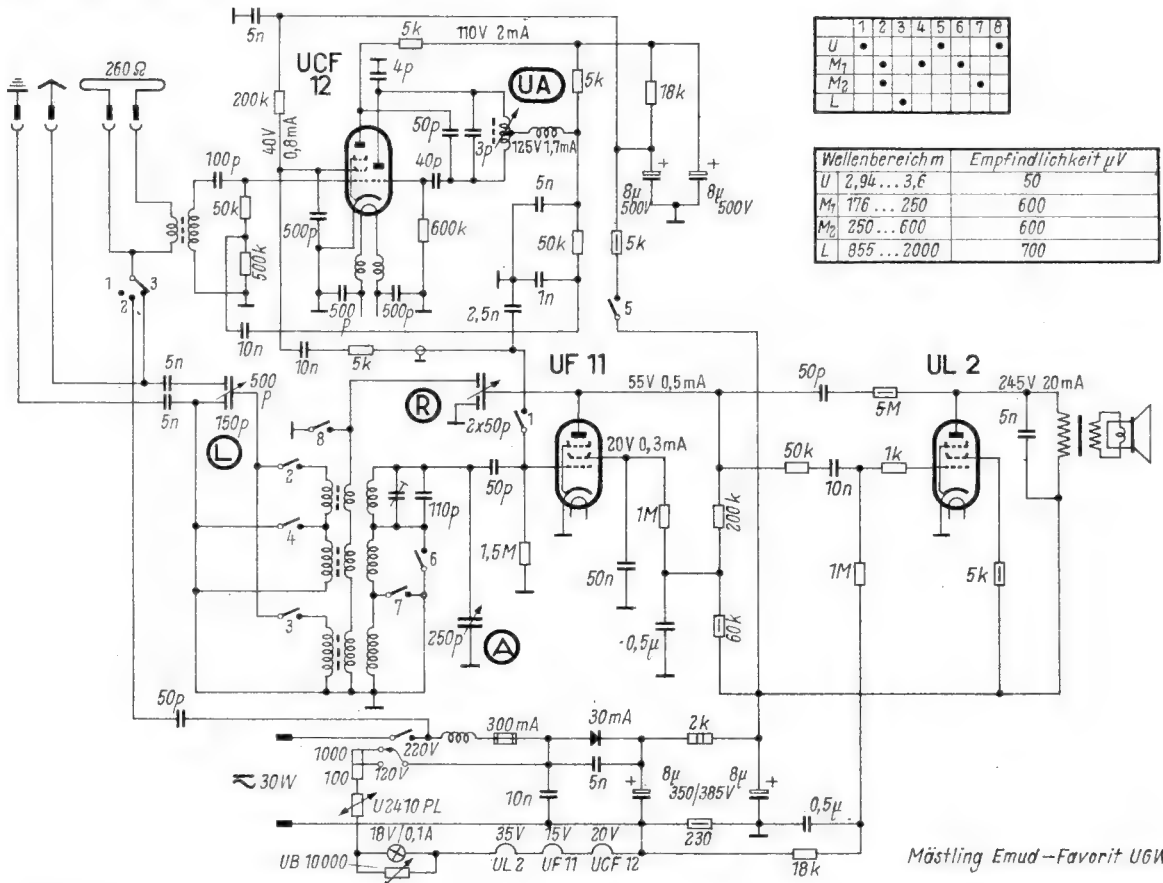 5n
5k
110V 2mA
UCF
12
4p
UA
260Ω
200k
40V
0,8mA
50p
3p
125V 1,7mA
5k
18k
+
8µ
500V
+
8µ
500V
1 2 3 4 5 6 7 8
U
M1
M2
L
Wellenbereich m Empfindlichkeit µV
U 2,94...3,6 50
M1 176...250 600
M2 250...600 600
L 855...2000 700
100p
50k
500k
500p
40p
600k
5n
50k
1n
2,5n
5k
5
500
p
500p
10n
10n
5k
1
2
3
5n
5n
500
p
150p
L
R
2x50p
1
UF 11
55V 0,5mA
20V 0,3mA
50p
5M
UL 2
245V 20mA
5n
8
2
4
3
110p
6
7
250p
A
50p
1,5M
50n
1M
0,5µ
200k
60k
50k
10n
1k
1M
5k
50p
220V
120V
1000
100
300mA
30mA
5n
10n
2k
+
8µ
350/385V
8µ
+
230
0,5µ
18k
30W
U2410 PL
18V/0,1A
UB 10000
35V
UL 2
15V
UF 11
20V
UCF 12
Mästling Emud-Favorit U6W